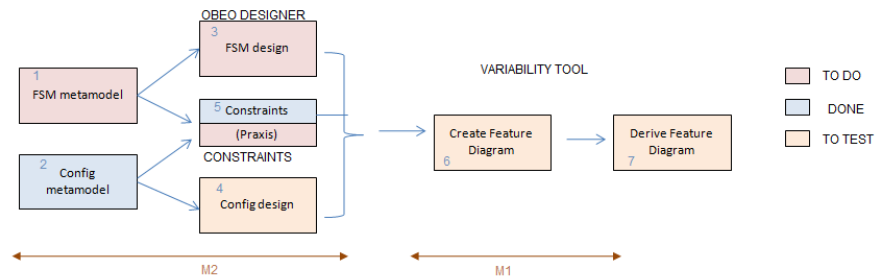 OBEO DESIGNER
3
FSM design
1
FSM metamodel
5
Constraints
(Praxis)
CONSTRAINTS
2
Config
metamodel
4
Config design
VARIABILITY TOOL
Create Feature
Diagram
6
Derive Feature
Diagram
7
TO DO
DONE
TO TEST
M2
M1